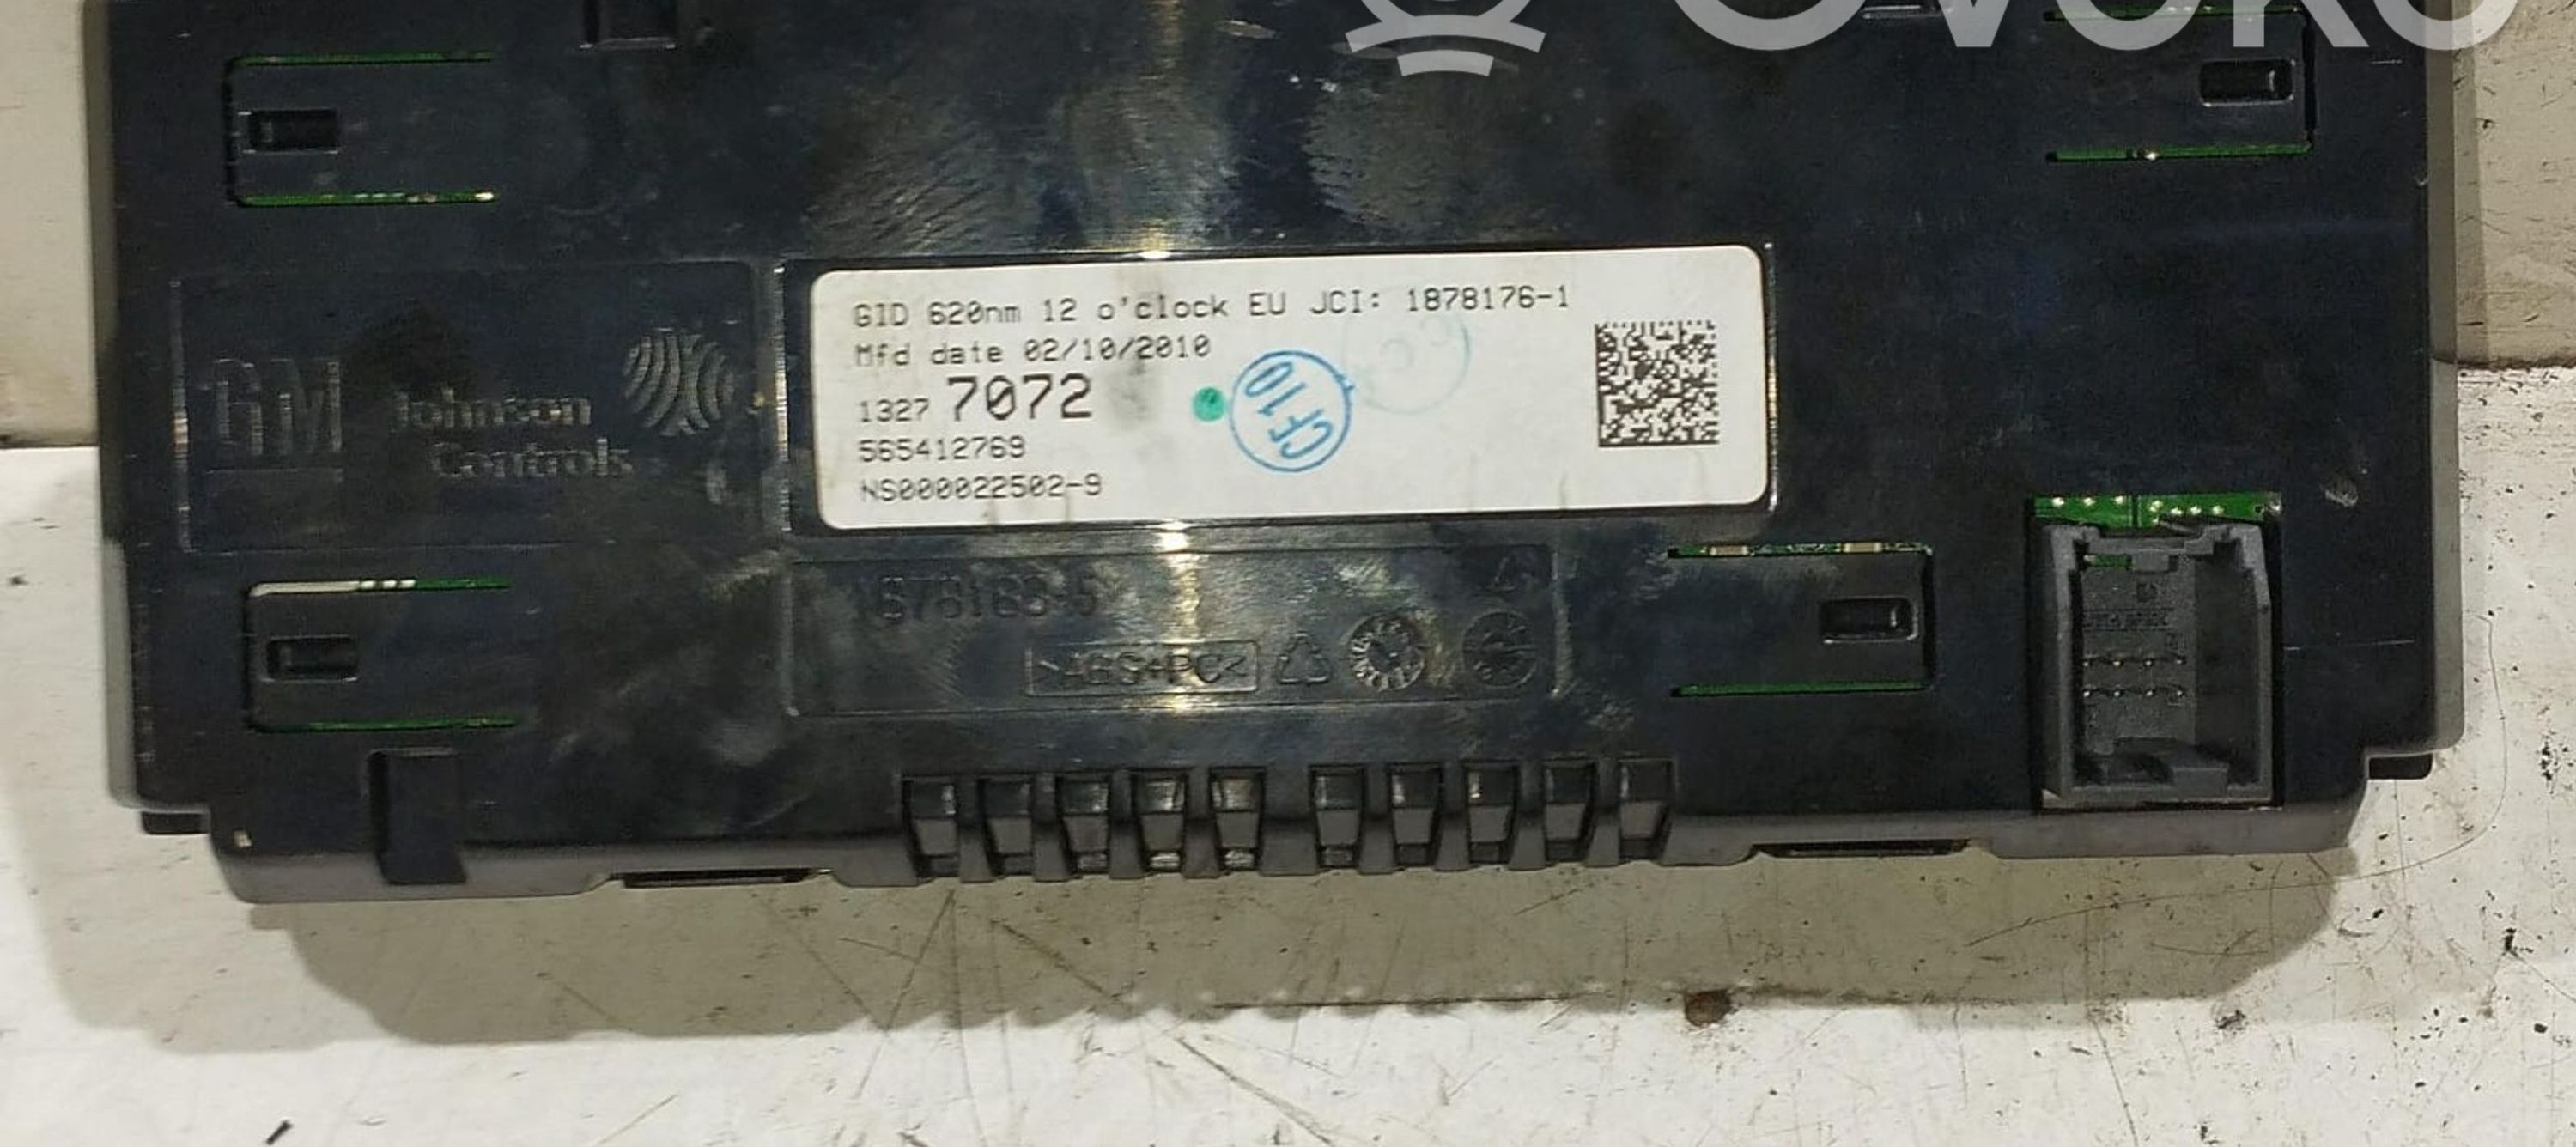 GID 620nm 12 o'clock EU JCI: 1878176-1
Mfd date 02/10/2010
1327 7072
565412769
NS000022502-9
CF10
GM
Johnson
Controls
>ABS+PC<